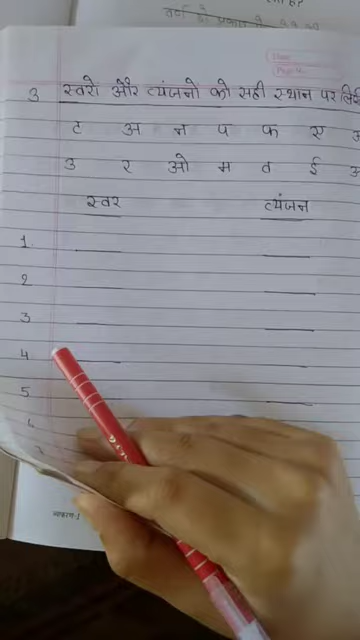 3 स्वरों और व्यंजनों को सही स्थान पर
ट अ न प फ
उ र ओ म त ई
स्वर व्यंजन
1.
2
3
4
5